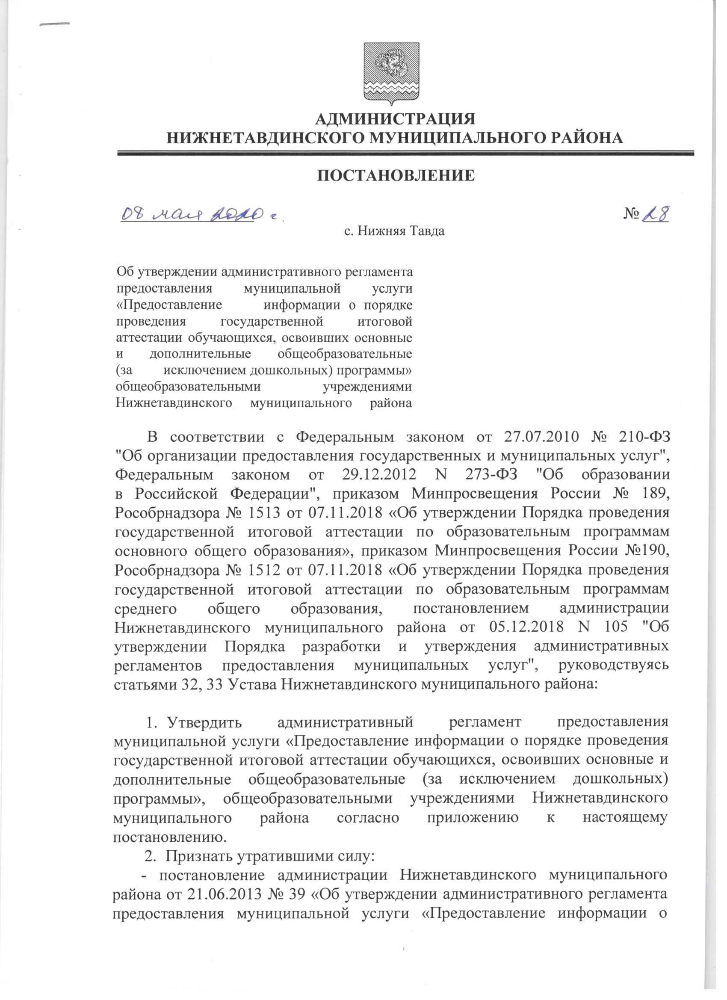 АДМИНИСТРАЦИЯ
НИЖНЕТАВДИНСКОГО МУНИЦИПАЛЬНОГО РАЙОНА
ПОСТАНОВЛЕНИЕ
08 мая 2020 г. № 28
с. Нижняя Тавда
Об утверждении административного регламента
предоставления муниципальной услуги
«Предоставление информации о порядке
проведения государственной итоговой
аттестации обучающихся, освоивших основные
и дополнительные общеобразовательные
(за исключением дошкольных) программы»
общеобразовательными учреждениями
Нижнетавдинского муниципального района
В соответствии с Федеральным законом от 27.07.2010 № 210-ФЗ
"Об организации предоставления государственных и муниципальных услуг",
Федеральным законом от 29.12.2012 N 273-ФЗ "Об образовании
в Российской Федерации", приказом Минпросвещения России № 189,
Рособрнадзора № 1513 от 07.11.2018 «Об утверждении Порядка проведения
государственной итоговой аттестации по образовательным программам
основного общего образования», приказом Минпросвещения России №190,
Рособрнадзора № 1512 от 07.11.2018 «Об утверждении Порядка проведения
государственной итоговой аттестации по образовательным программам
среднего общего образования, постановлением администрации
Нижнетавдинского муниципального района от 05.12.2018 N 105 "Об
утверждении Порядка разработки и утверждения административных
регламентов предоставления муниципальных услуг", руководствуясь
статьями 32, 33 Устава Нижнетавдинского муниципального района:
1. Утвердить административный регламент предоставления
муниципальной услуги «Предоставление информации о порядке проведения
государственной итоговой аттестации обучающихся, освоивших основные и
дополнительные общеобразовательные (за исключением дошкольных)
программы», общеобразовательными учреждениями Нижнетавдинского
муниципального района согласно приложению к настоящему
постановлению.
2. Признать утратившими силу:
- постановление администрации Нижнетавдинского муниципального
района от 21.06.2013 № 39 «Об утверждении административного регламента
предоставления муниципальной услуги «Предоставление информации о